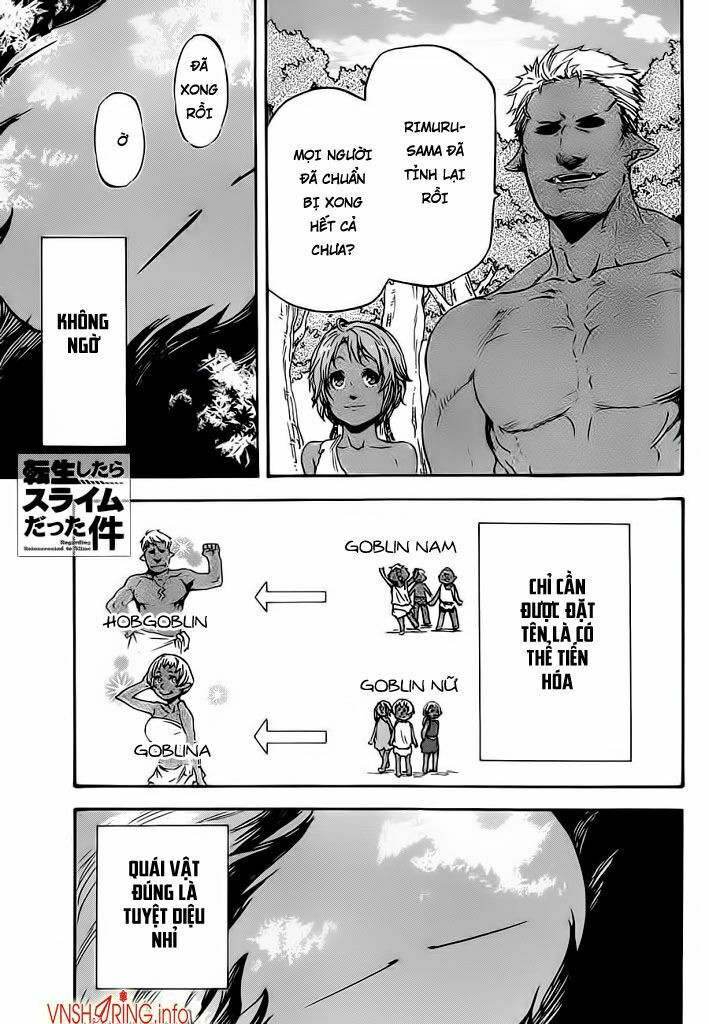 RIMURU-
SAMA ĐÃ
TỈNH LẠI
RỒI
MỌI NGƯỜI
ĐÃ CHUẨN
BỊ XONG
HẾT CẢ
CHƯA?
ĐÃ
XONG
RỒI
Ờ
KHÔNG
NGỜ
転生したら
スライム
だった件
Regarding
Reincarnated to Slime
CHỈ CẦN
ĐƯỢC ĐẶT
TÊN LÀ CÓ
THỂ TIẾN
HÓA
GOBLIN NAM
HOBGOBLIN
GOBLIN NỮ
GOBLINA
QUÁI VẬT
ĐÚNG LÀ
TUYỆT DIỆU
NHỈ
VNSHARING.info